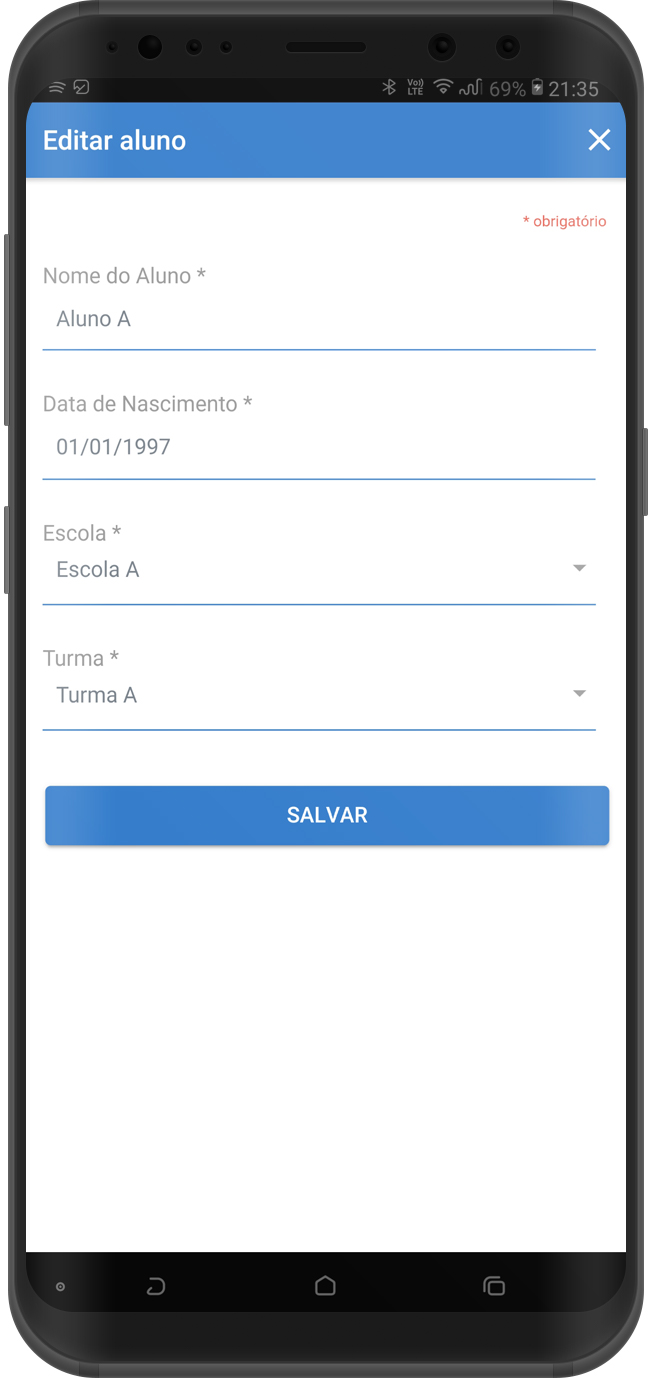 Vo)) LTE 69% 21:35
Editar aluno
* obrigatório
Nome do Aluno *
Aluno A
Data de Nascimento *
01/01/1997
Escola *
Escola A
Turma *
Turma A
SALVAR